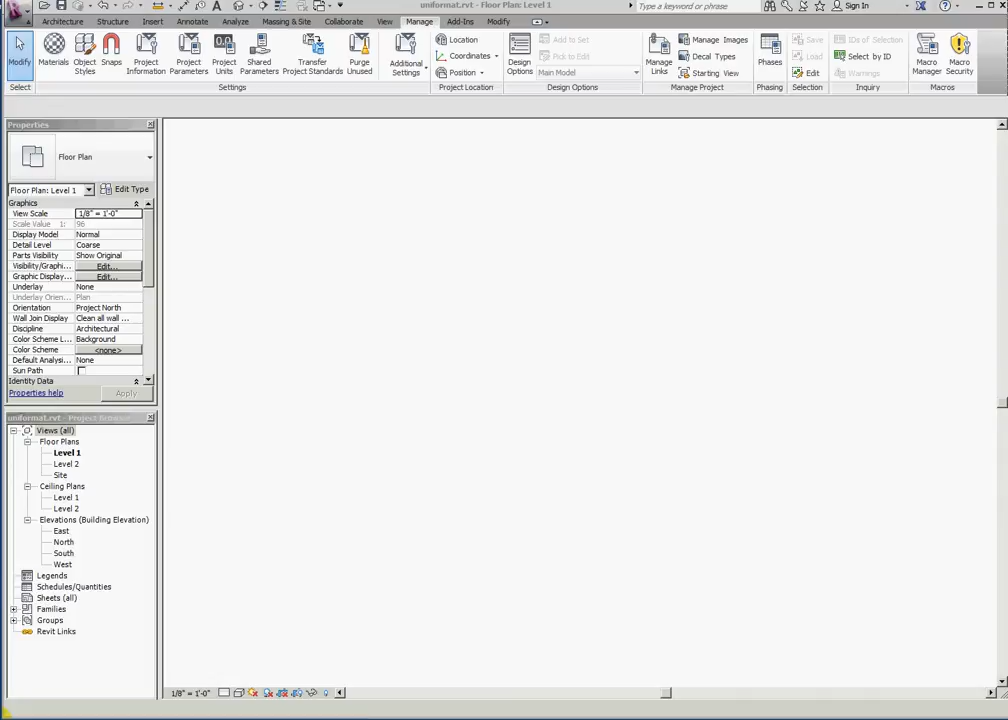 uniformat.rvt - Floor Plan: Level 1
Type a keyword or phrase
Sign In
Architecture Structure Insert Annotate Analyze Massing & Site Collaborate View Manage Add-Ins Modify
Modify
Materials
Object Styles
Snaps
Project Information
Project Parameters
Project Units
Shared Parameters
Transfer Project Standards
Purge Unused
Additional Settings
Location
Coordinates
Position
Design Options
Add to Set
Pick to Edit
Main Model
Manage Links
Manage Images
Decal Types
Starting View
Phases
Save
Load
Edit
IDs of Selection
Select by ID
Warnings
Macro Manager
Macro Security
Select Settings Project Location Design Options Manage Project Phasing Selection Inquiry Macros
Properties
Floor Plan
Floor Plan: Level 1 Edit Type
Graphics
View Scale 1/8" = 1'-0"
Scale Value 1: 96
Display Model Normal
Detail Level Coarse
Parts Visibility Show Original
Visibility/Graphi... Edit...
Graphic Display... Edit...
Underlay None
Underlay Orien... Plan
Orientation Project North
Wall Join Display Clean all wall ...
Discipline Architectural
Color Scheme L... Background
Color Scheme <none>
Default Analysi... None
Sun Path
Identity Data
Properties help Apply
uniformat.rvt - Project Browser
Views (all)
Floor Plans
Level 1
Level 2
Site
Ceiling Plans
Level 1
Level 2
Elevations (Building Elevation)
East
North
South
West
Legends
Schedules/Quantities
Sheets (all)
Families
Groups
Revit Links
1/8" = 1'-0"